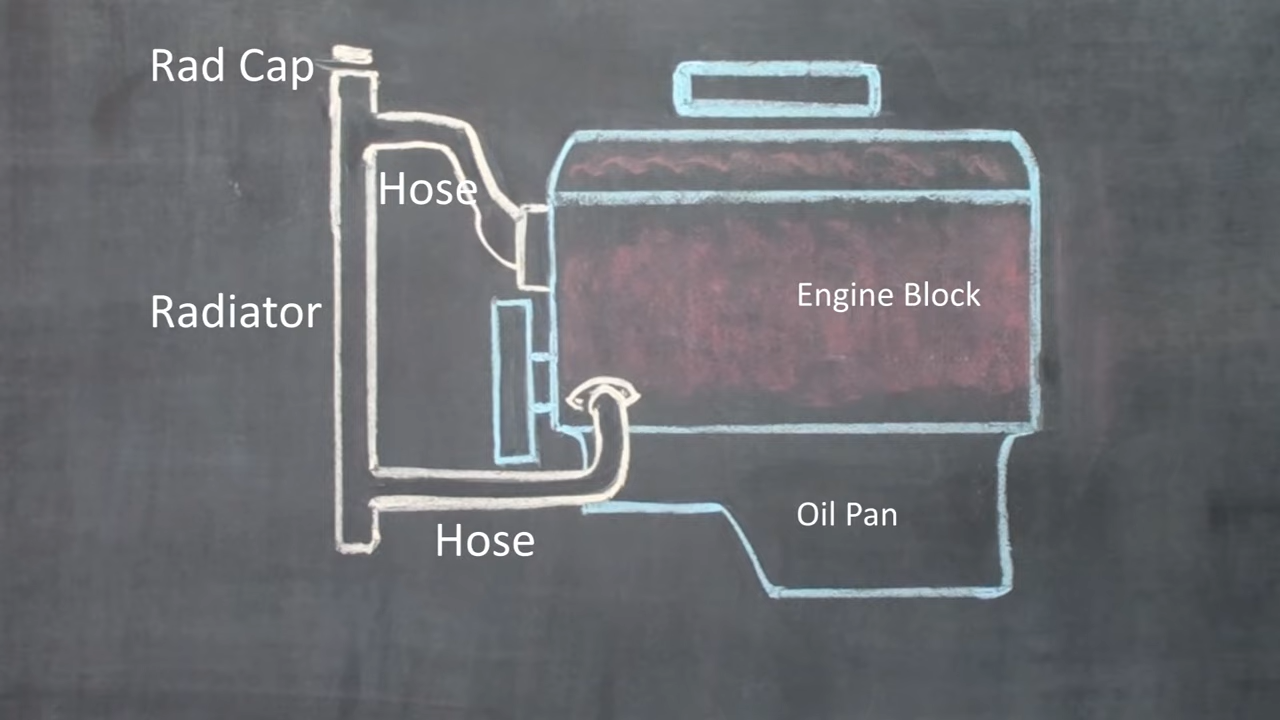 Rad Cap
Hose
Radiator
Engine Block
Oil Pan
Hose